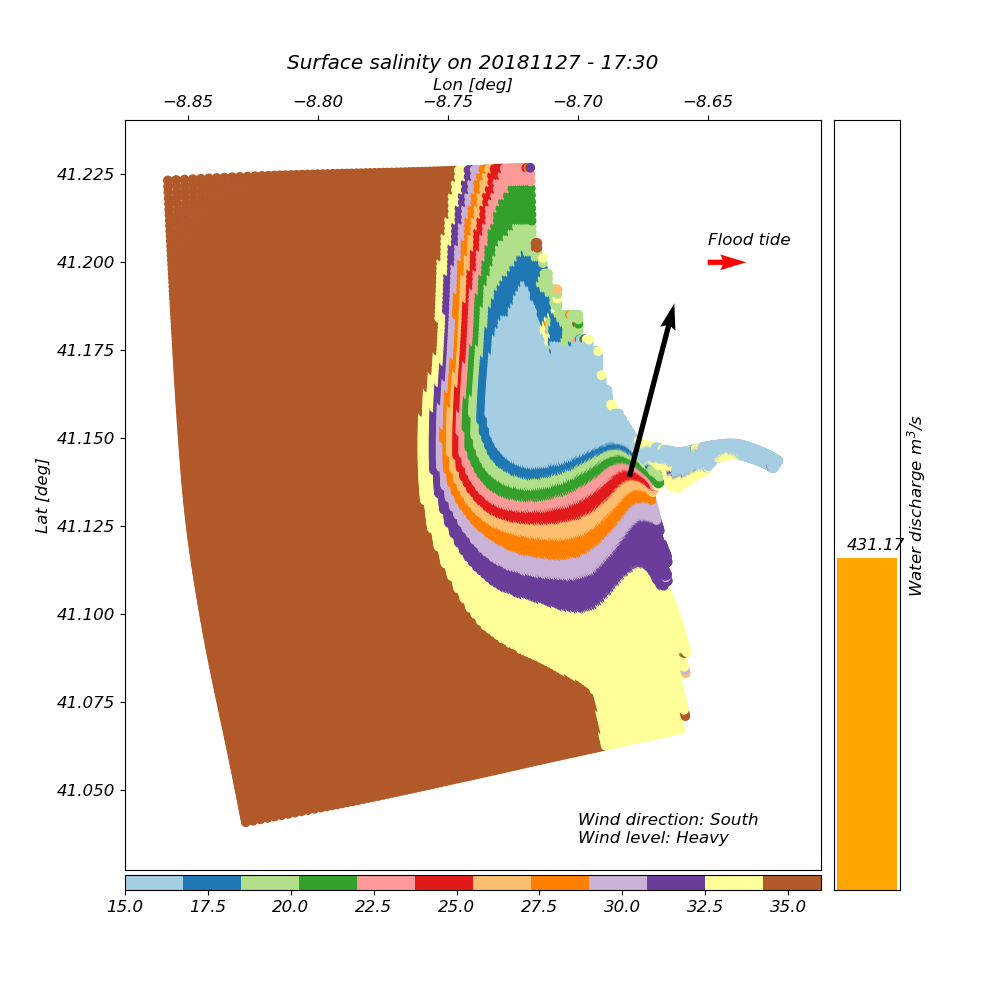 Surface salinity on 20181127 - 17:30
Lon [deg]
−8.85 −8.80 −8.75 −8.70 −8.65
41.225
41.200
41.175
41.150
41.125
41.100
41.075
41.050
Lat [deg]
Flood tide
431.17
Water discharge m³/s
Wind direction: South
Wind level: Heavy
15.0 17.5 20.0 22.5 25.0 27.5 30.0 32.5 35.0